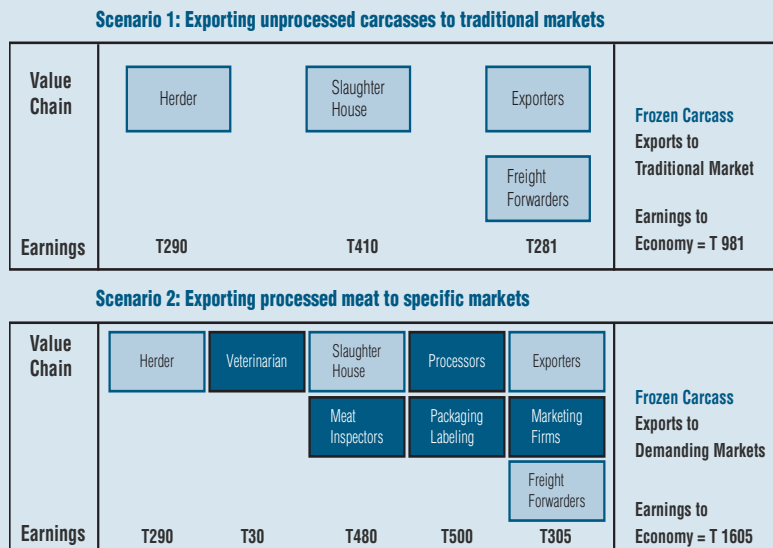 Scenario 1: Exporting unprocessed carcasses to traditional markets
Value
Chain
Herder
Slaughter
House
Exporters
Freight
Forwarders
Earnings
T290
T410
T281
Frozen Carcass
Exports to
Traditional Market
Earnings to
Economy = T 981
Scenario 2: Exporting processed meat to specific markets
Value
Chain
Herder
Veterinarian
Slaughter
House
Processors
Exporters
Meat
Inspectors
Packaging
Labeling
Marketing
Firms
Freight
Forwarders
Earnings
T290
T30
T480
T500
T305
Frozen Carcass
Exports to
Demanding Markets
Earnings to
Economy = T 1605